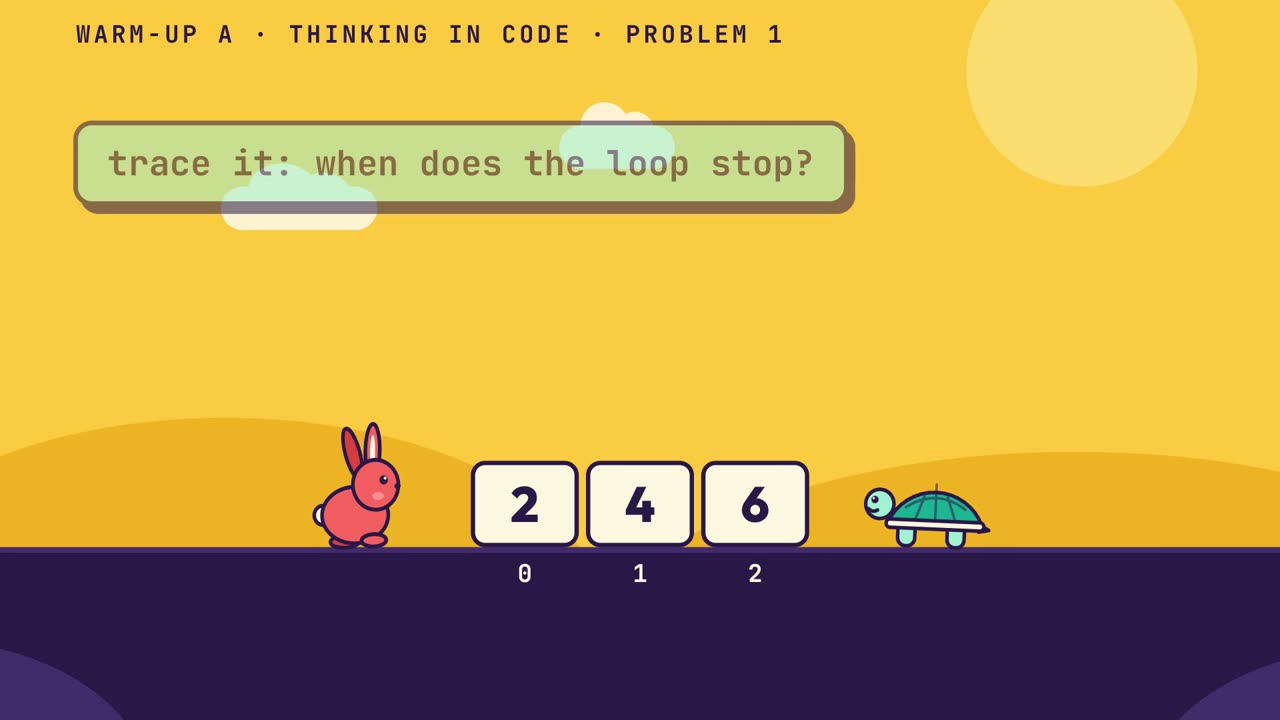 WARM-UP A · THINKING IN CODE · PROBLEM 1
trace it: when does the loop stop?
2 4 6
0 1 2